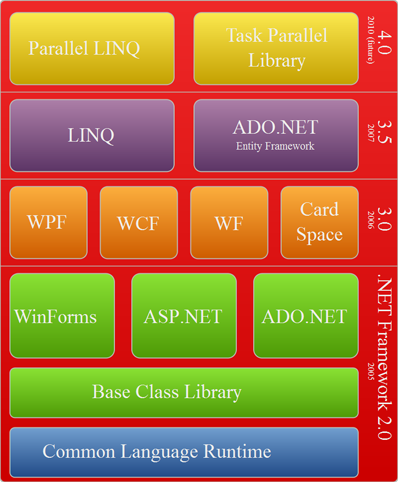 Parallel LINQ
Task Parallel
Library
4.0
2010 (future)
LINQ
ADO.NET
Entity Framework
3.5
2007
WPF
WCF
WF
Card
Space
3.0
2006
WinForms
ASP.NET
ADO.NET
Base Class Library
Common Language Runtime
.NET Framework 2.0
2005